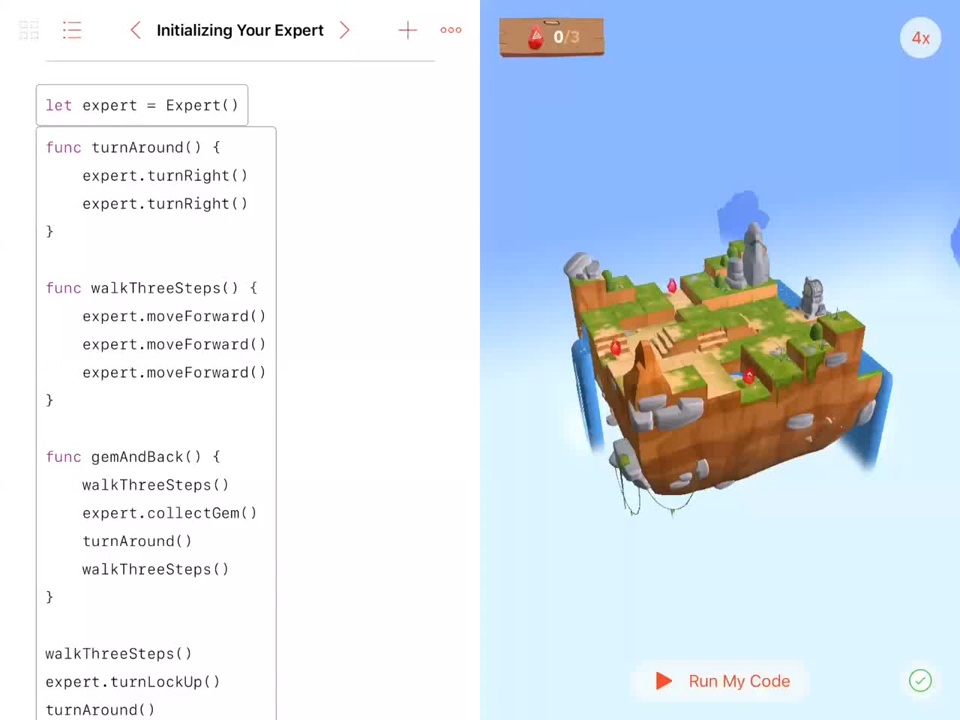 Initializing Your Expert
let expert = Expert()
func turnAround() {
expert.turnRight()
expert.turnRight()
}
func walkThreeSteps() {
expert.moveForward()
expert.moveForward()
expert.moveForward()
}
func gemAndBack() {
walkThreeSteps()
expert.collectGem()
turnAround()
walkThreeSteps()
}
walkThreeSteps()
expert.turnLockUp()
turnAround()
0/3
4x
Run My Code